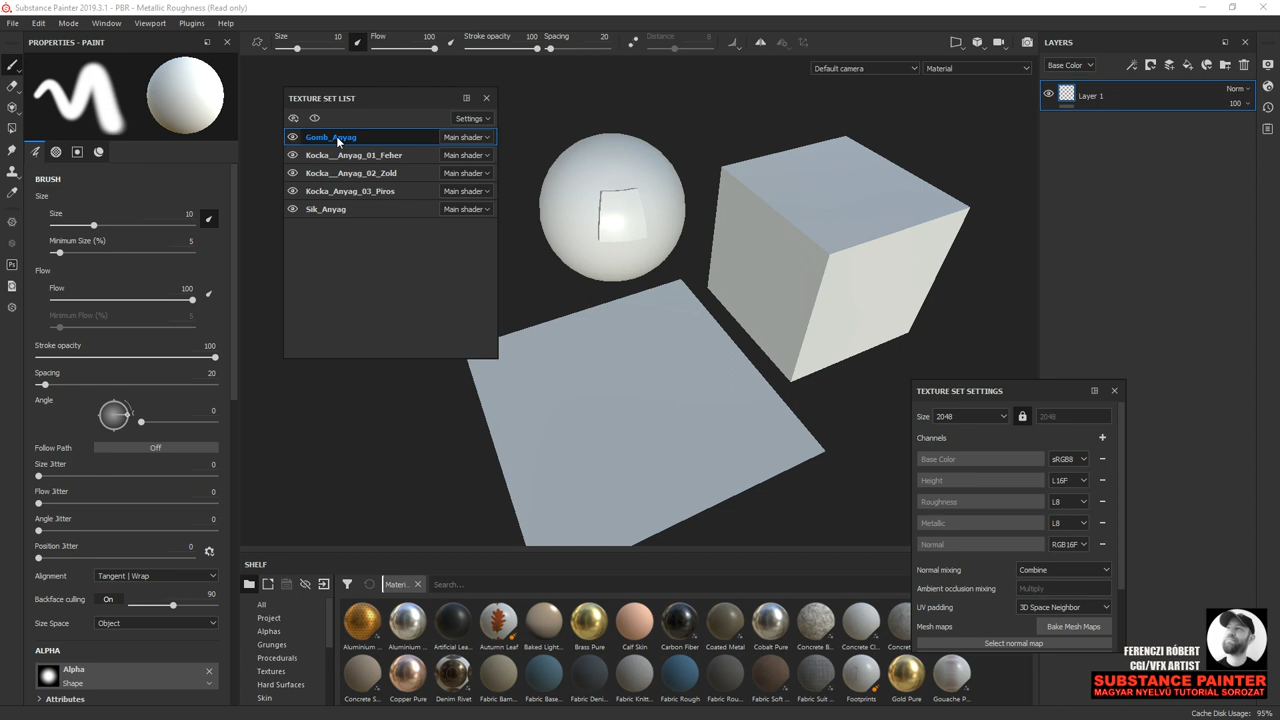 Substance Painter 2019.3.1 - PBR - Metallic Roughness (Read only)
File Edit Mode Window Viewport Plugins Help
PROPERTIES - PAINT
Size 10 Flow 100 Stroke opacity 100 Spacing 20 Distance 8
LAYERS
Base Color
Default camera
Material
Layer 1
Norm
100
TEXTURE SET LIST
Settings
Gomb_Anyag Main shader
Kocka__Anyag_01_Feher Main shader
Kocka__Anyag_02_Zold Main shader
Kocka_Anyag_03_Piros Main shader
Sik_Anyag Main shader
BRUSH
Size
Size 10
Minimum Size (%) 5
Flow
Flow 100
Minimum Flow (%) 5
Stroke opacity 100
Spacing 20
Angle 0
Follow Path Off
Size Jitter 0
Flow Jitter 0
Angle Jitter 0
Position Jitter 0
Alignment Tangent | Wrap
Backface culling On 90
Size Space Object
ALPHA
Alpha
Shape
Attributes
TEXTURE SET SETTINGS
Size 2048 2048
Channels
Base Color sRGB8
Height L16F
Roughness L8
Metallic L8
Normal RGB16F
Normal mixing Combine
Ambient occlusion mixing Multiply
UV padding 3D Space Neighbor
Mesh maps Bake Mesh Maps
Select normal map
SHELF
Materi...
Search...
All
Project
Alphas
Grunges
Procedurals
Textures
Hard Surfaces
Skin
Aluminium ... Aluminium ... Artificial Lea... Autumn Leaf Baked Light... Brass Pure Calf Skin Carbon Fiber Coated Metal Cobalt Pure Concrete B... Concrete Cl...
Concrete S... Copper Pure Denim Rivet Fabric Bam... Fabric Base... Fabric Deni... Fabric Knitt... Fabric Rough Fabric Rou... Fabric Soft ... Fabric Suit ... Footprints Gold Pure Gouache P...
FERENCZI RÓBERT
CGI/VFX ARTIST
SUBSTANCE PAINTER
MAGYAR NYELVŰ TUTORIÁL SOROZAT
Cache Disk Usage: 95%